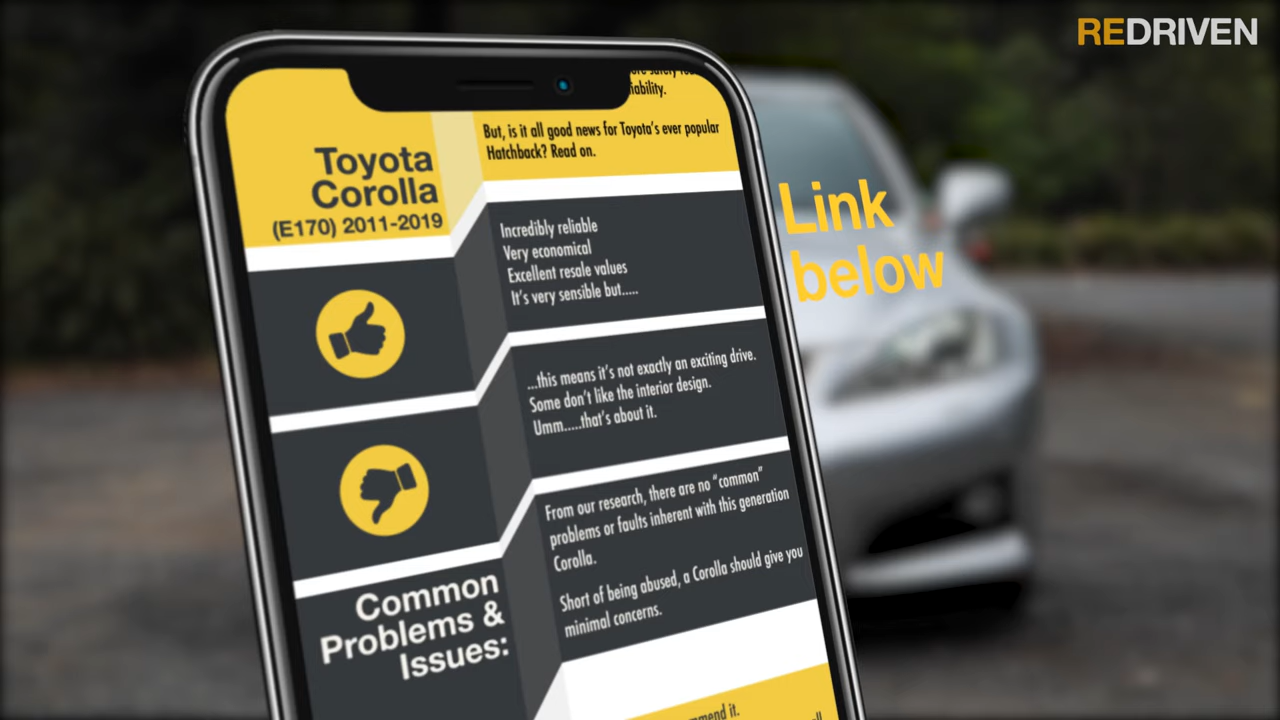 REDRIVEN
iability.
But, is it all good news for Toyota's ever popular
Hatchback? Read on.
Toyota
Corolla
(E170) 2011-2019
Incredibly reliable
Very economical
Excellent resale values
It's very sensible but.....
...this means it's not exactly an exciting drive.
Some don't like the interior design.
Umm.....that's about it.
Common
Problems &
Issues:
From our research, there are no "common"
problems or faults inherent with this generation
Corolla.
Short of being abused, a Corolla should give you
minimal concerns.
mend it.
Link
below